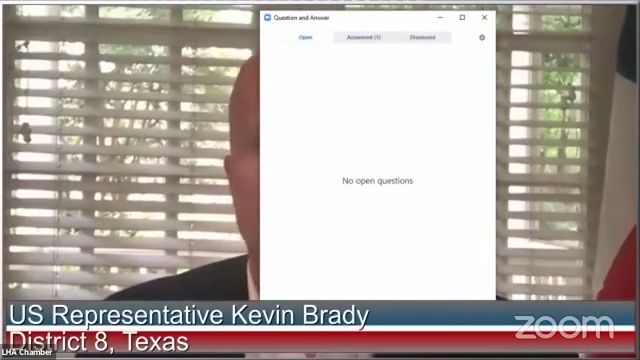 Question and Answer
Open
Answered (1)
Dismissed
No open questions
US Representative Kevin Brady
District 8, Texas
LHA Chamber
zoom